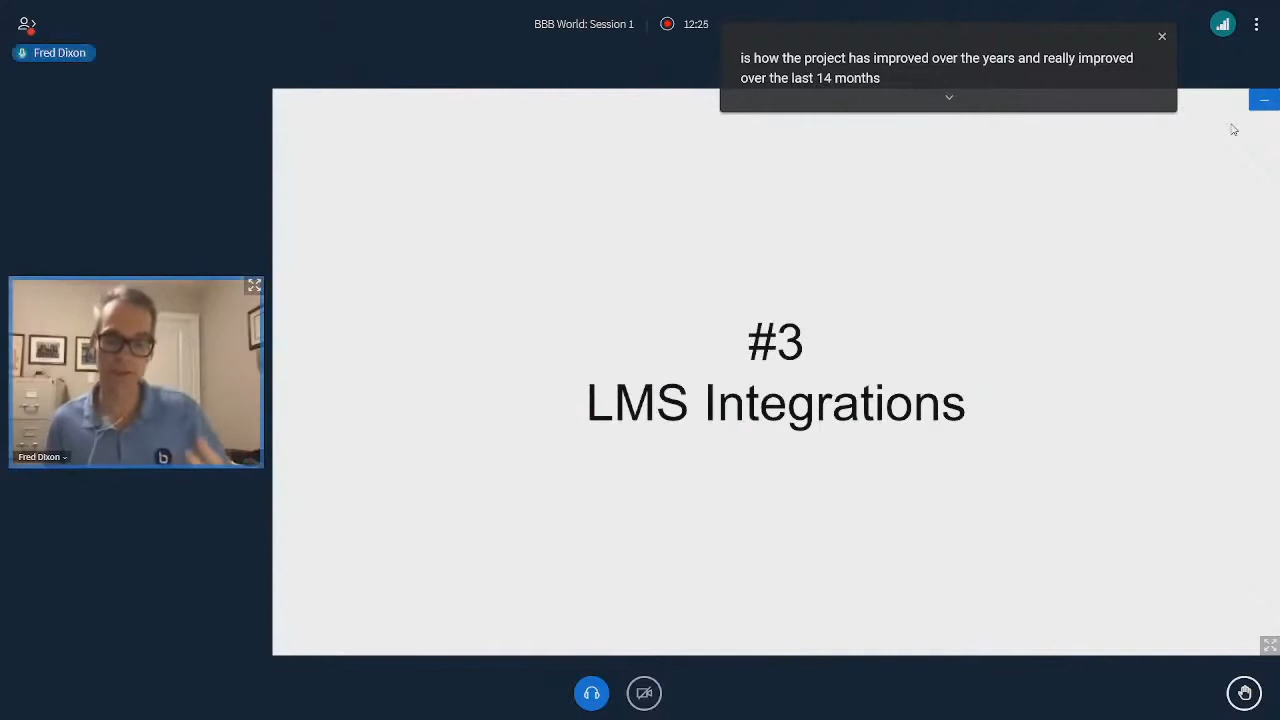 BBB World: Session 1
12:25
Fred Dixon
is how the project has improved over the years and really improved
over the last 14 months
#3
LMS Integrations
Fred Dixon
b